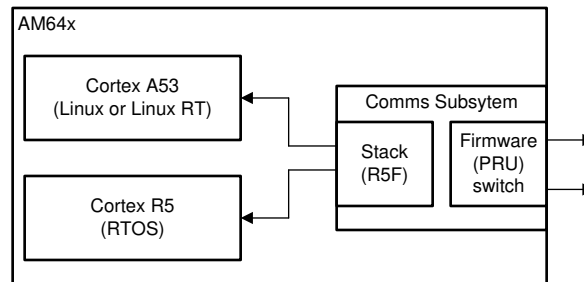 AM64x
Cortex A53
(Linux or Linux RT)
Cortex R5
(RTOS)
Comms Subsytem
Stack
(R5F)
Firmware
(PRU)
switch